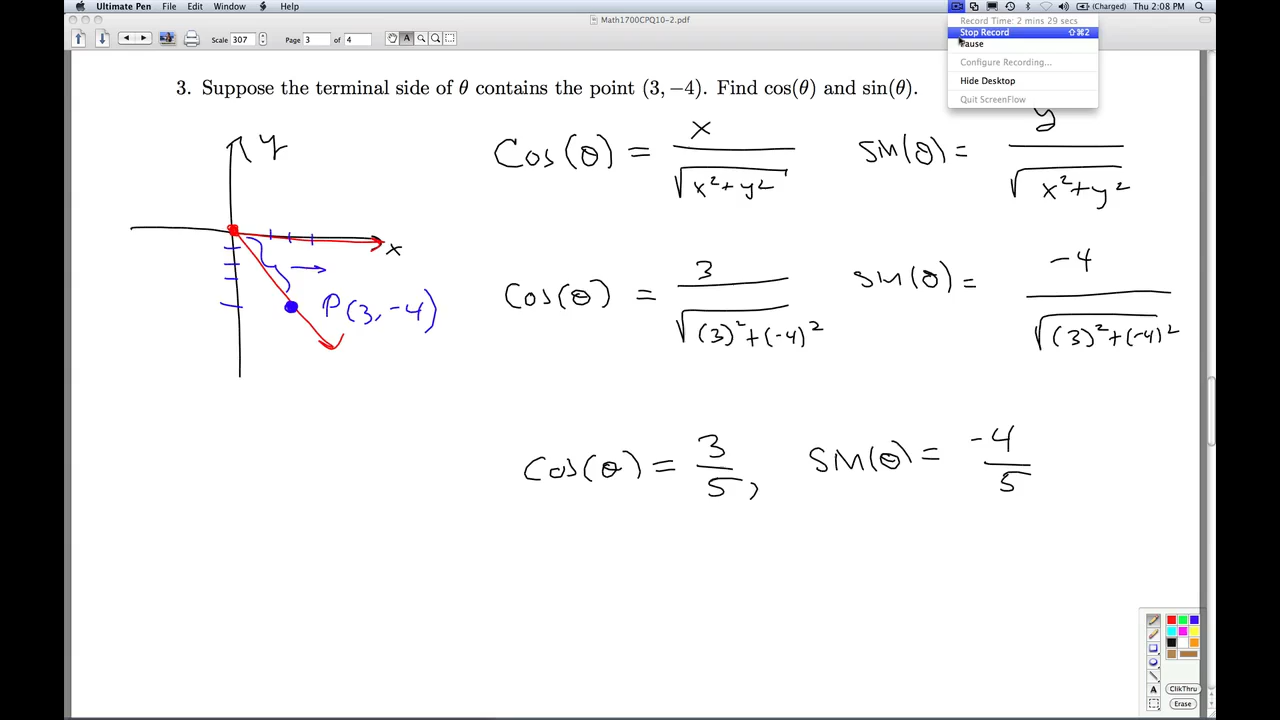 Ultimate Pen File Edit Window Help (Charged) Thu 2:08 PM
Math1700CPQ10-2.pdf
Record Time: 2 mins 29 secs
Stop Record ⇧⌘2
Pause
Configure Recording...
Hide Desktop
Quit ScreenFlow
Scale 307 Page 3 of 4 A
3. Suppose the terminal side of θ contains the point (3, −4). Find cos(θ) and sin(θ).
y
x
P(3, -4)
Cos(θ) = x / √(x²+y²) sin(θ) = y / √(x²+y²)
Cos(θ) = 3 / √((3)²+(-4)²) sin(θ) = -4 / √((3)²+(-4)²)
Cos(θ) = 3/5, sin(θ) = -4/5
A
ClikThru
Erase